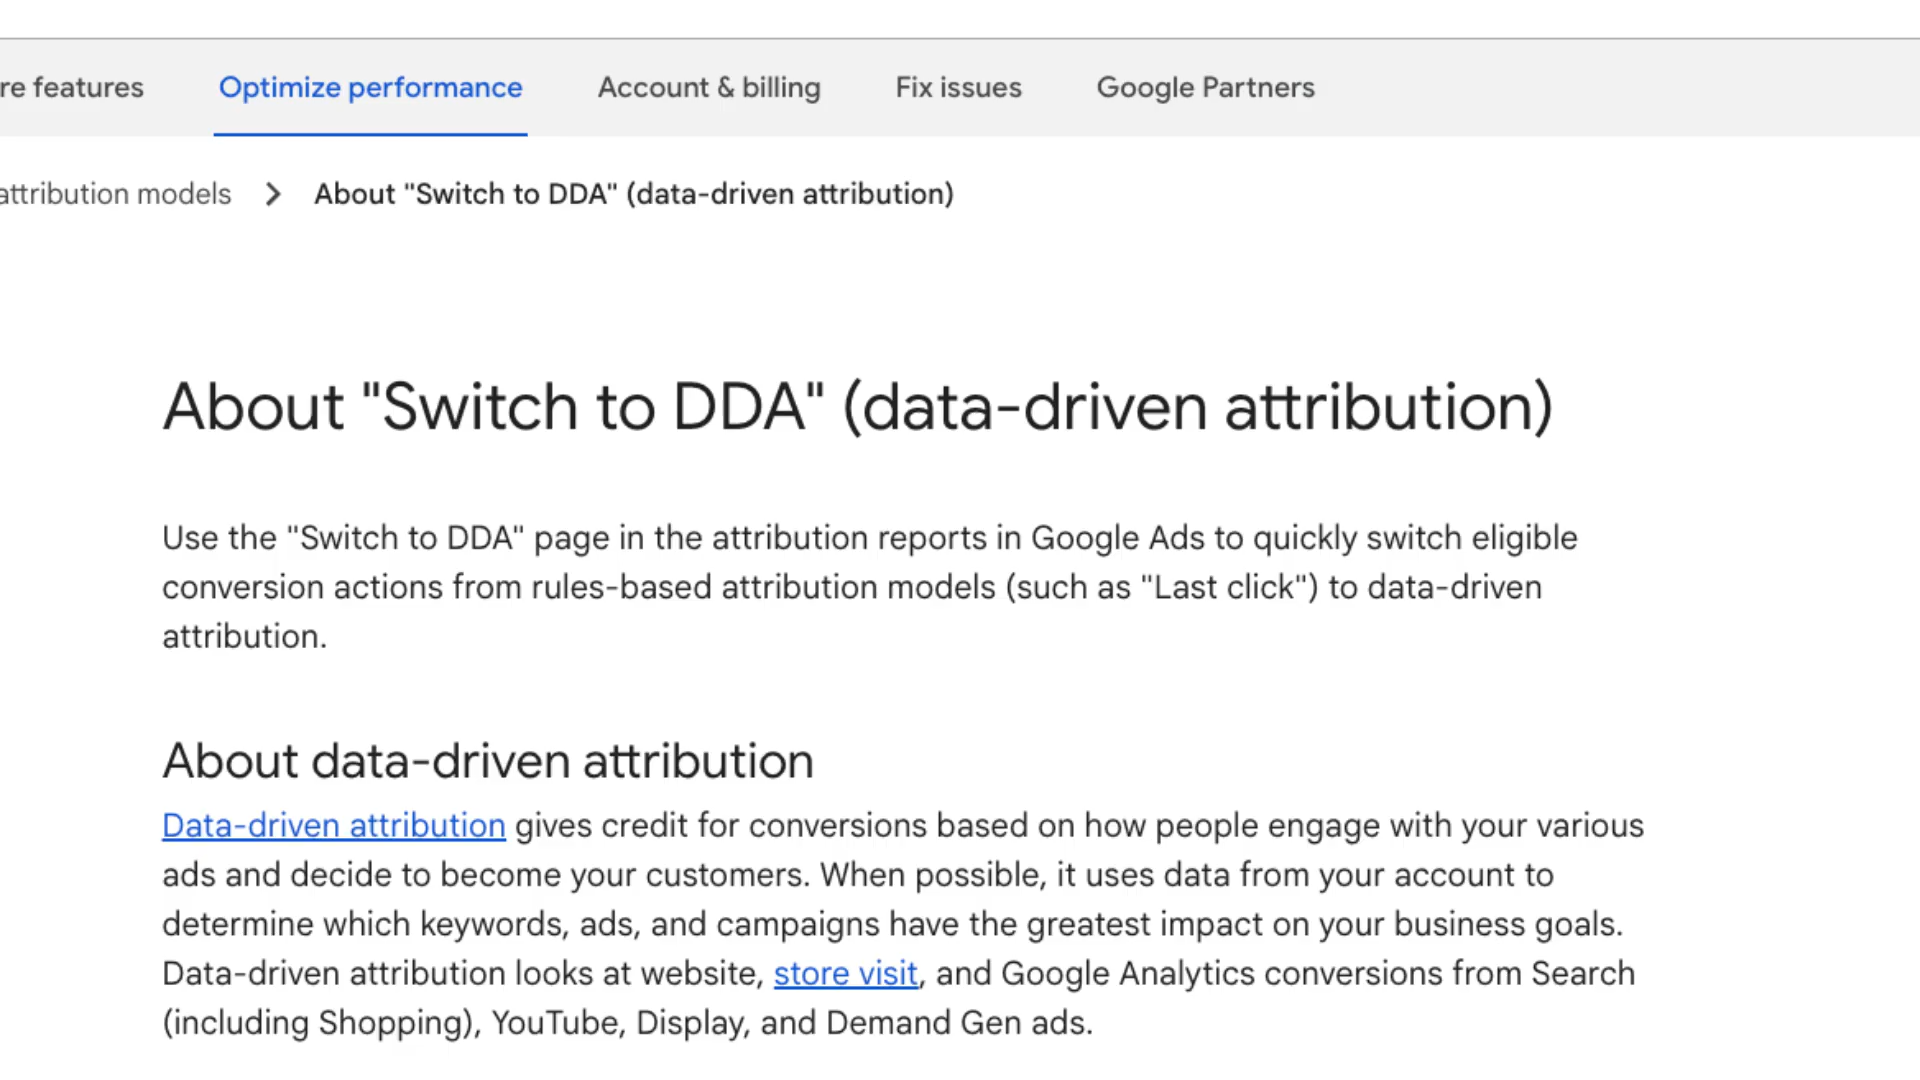 re features Optimize performance Account & billing Fix issues Google Partners
attribution models > About "Switch to DDA" (data-driven attribution)
About "Switch to DDA" (data-driven attribution)
Use the "Switch to DDA" page in the attribution reports in Google Ads to quickly switch eligible
conversion actions from rules-based attribution models (such as "Last click") to data-driven
attribution.
About data-driven attribution
Data-driven attribution gives credit for conversions based on how people engage with your various
ads and decide to become your customers. When possible, it uses data from your account to
determine which keywords, ads, and campaigns have the greatest impact on your business goals.
Data-driven attribution looks at website, store visit, and Google Analytics conversions from Search
(including Shopping), YouTube, Display, and Demand Gen ads.